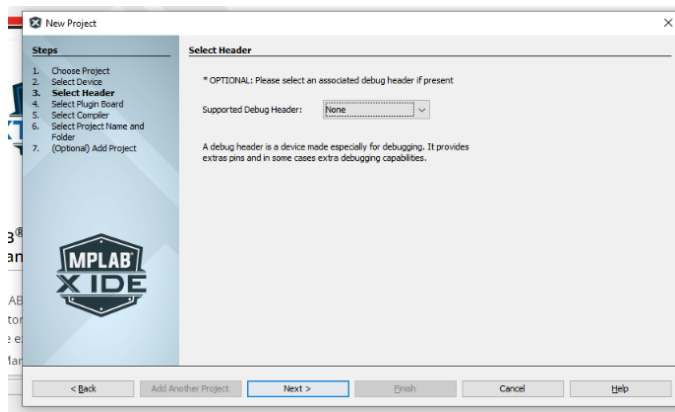 New Project
Steps
1. Choose Project
2. Select Device
3. Select Header
4. Select Plugin Board
5. Select Compiler
6. Select Project Name and
Folder
7. (Optional) Add Project
Select Header
* OPTIONAL: Please select an associated debug header if present
Supported Debug Header: None
A debug header is a device made especially for debugging. It provides
extras pins and in some cases extra debugging capabilities.
MPLAB®
X IDE
< Back
Add Another Project
Next >
Finish
Cancel
Help